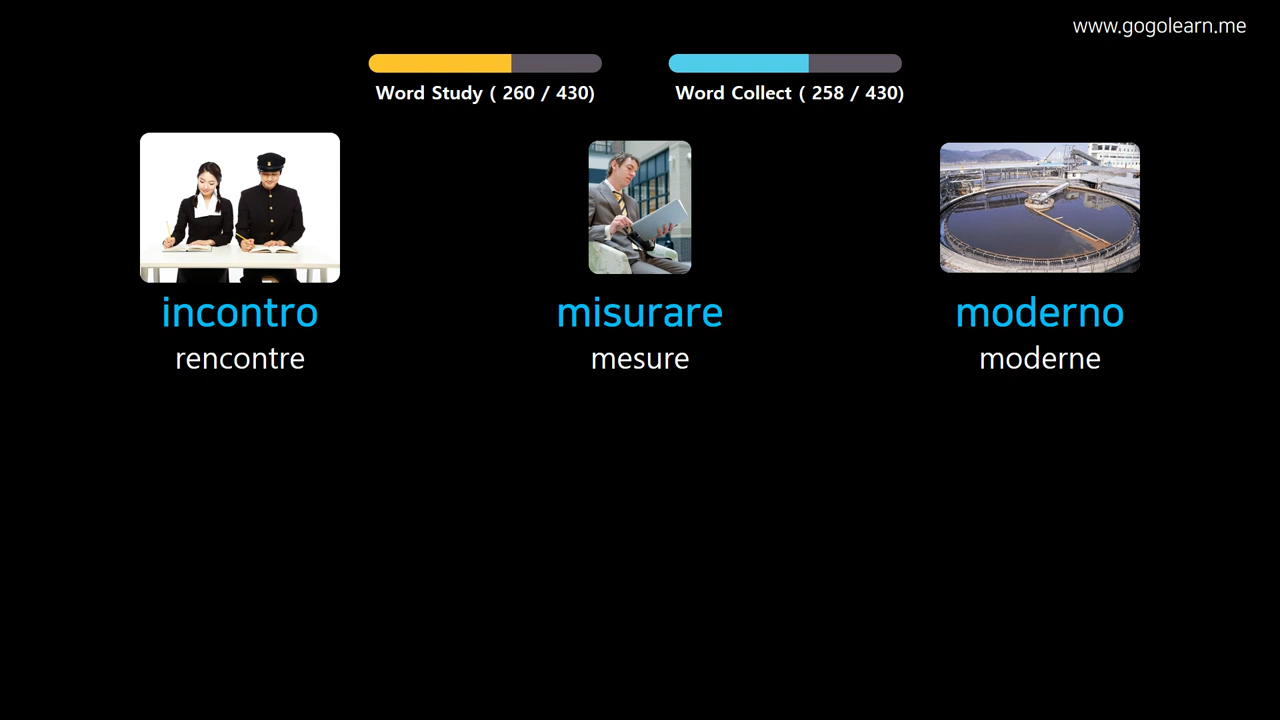 www.gogolearn.me
Word Study ( 260 / 430)
Word Collect ( 258 / 430)
incontro
rencontre
misurare
mesure
moderno
moderne